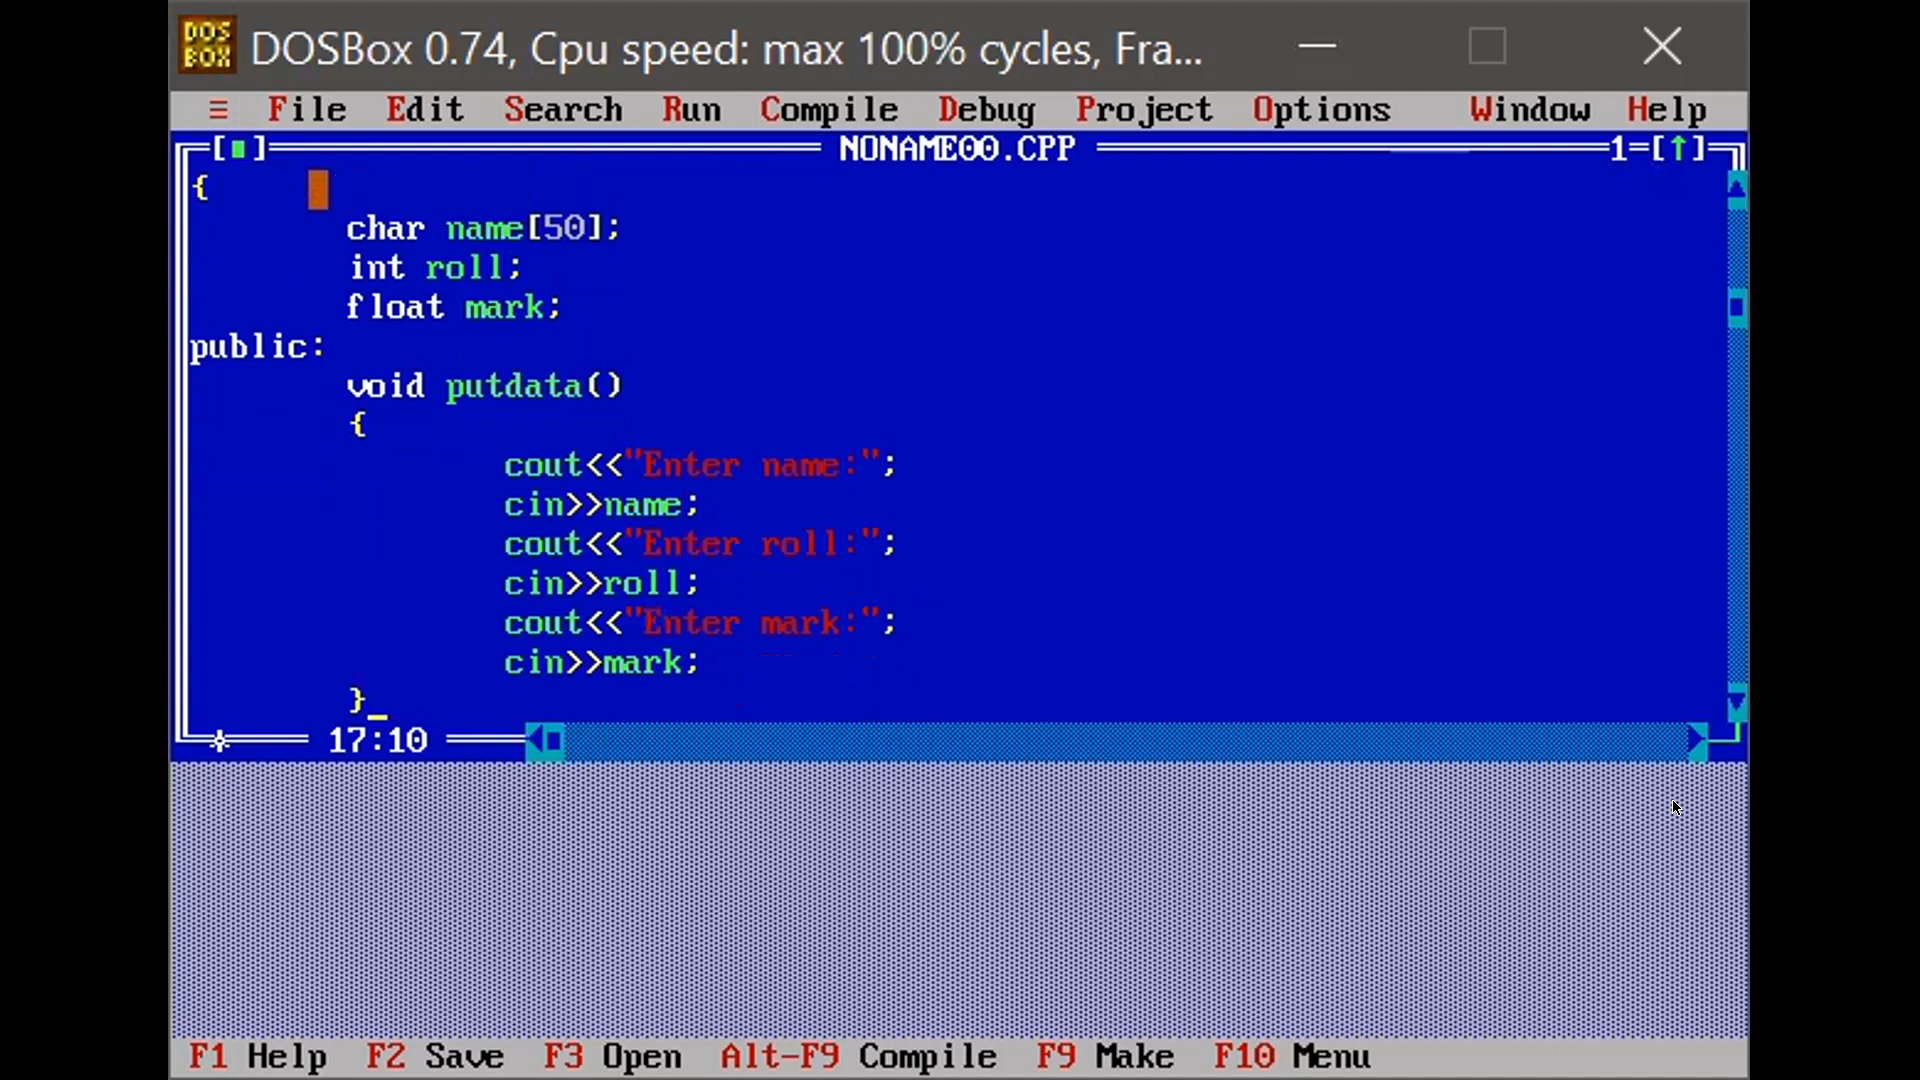 DOS
BOX
DOSBox 0.74, Cpu speed: max 100% cycles, Fra...
≡ File Edit Search Run Compile Debug Project Options Window Help
[■] NONAME00.CPP 1=[↑]
{
char name[50];
int roll;
float mark;
public:
void putdata()
{
cout<<"Enter name:";
cin>>name;
cout<<"Enter roll:";
cin>>roll;
cout<<"Enter mark:";
cin>>mark;
}_
17:10
F1 Help F2 Save F3 Open Alt-F9 Compile F9 Make F10 Menu